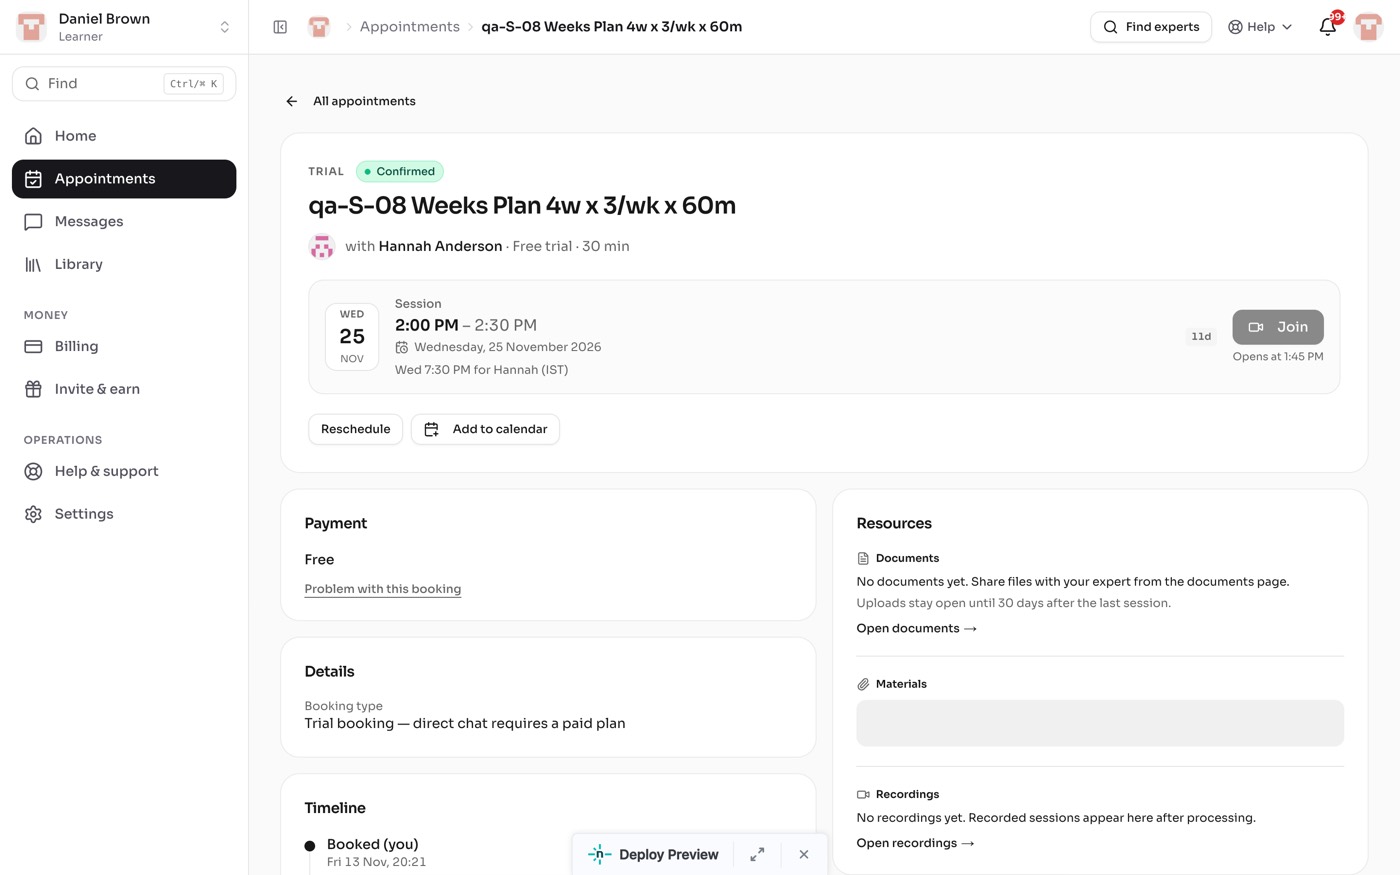 Daniel Brown
Learner
Appointments
qa-S-08 Weeks Plan 4w x 3/wk x 60m
Find experts
Help
99+
Find
Ctrl/⌘ K
Home
Appointments
Messages
Library
MONEY
Billing
Invite & earn
OPERATIONS
Help & support
Settings
All appointments
TRIAL
Confirmed
qa-S-08 Weeks Plan 4w x 3/wk x 60m
with Hannah Anderson · Free trial · 30 min
WED
25
NOV
Session
2:00 PM – 2:30 PM
Wednesday, 25 November 2026
Wed 7:30 PM for Hannah (IST)
11d
Join
Opens at 1:45 PM
Reschedule
Add to calendar
Payment
Free
Problem with this booking
Details
Booking type
Trial booking — direct chat requires a paid plan
Timeline
Booked (you)
Fri 13 Nov, 20:21
Resources
Documents
No documents yet. Share files with your expert from the documents page.
Uploads stay open until 30 days after the last session.
Open documents →
Materials
Recordings
No recordings yet. Recorded sessions appear here after processing.
Open recordings →
Deploy Preview